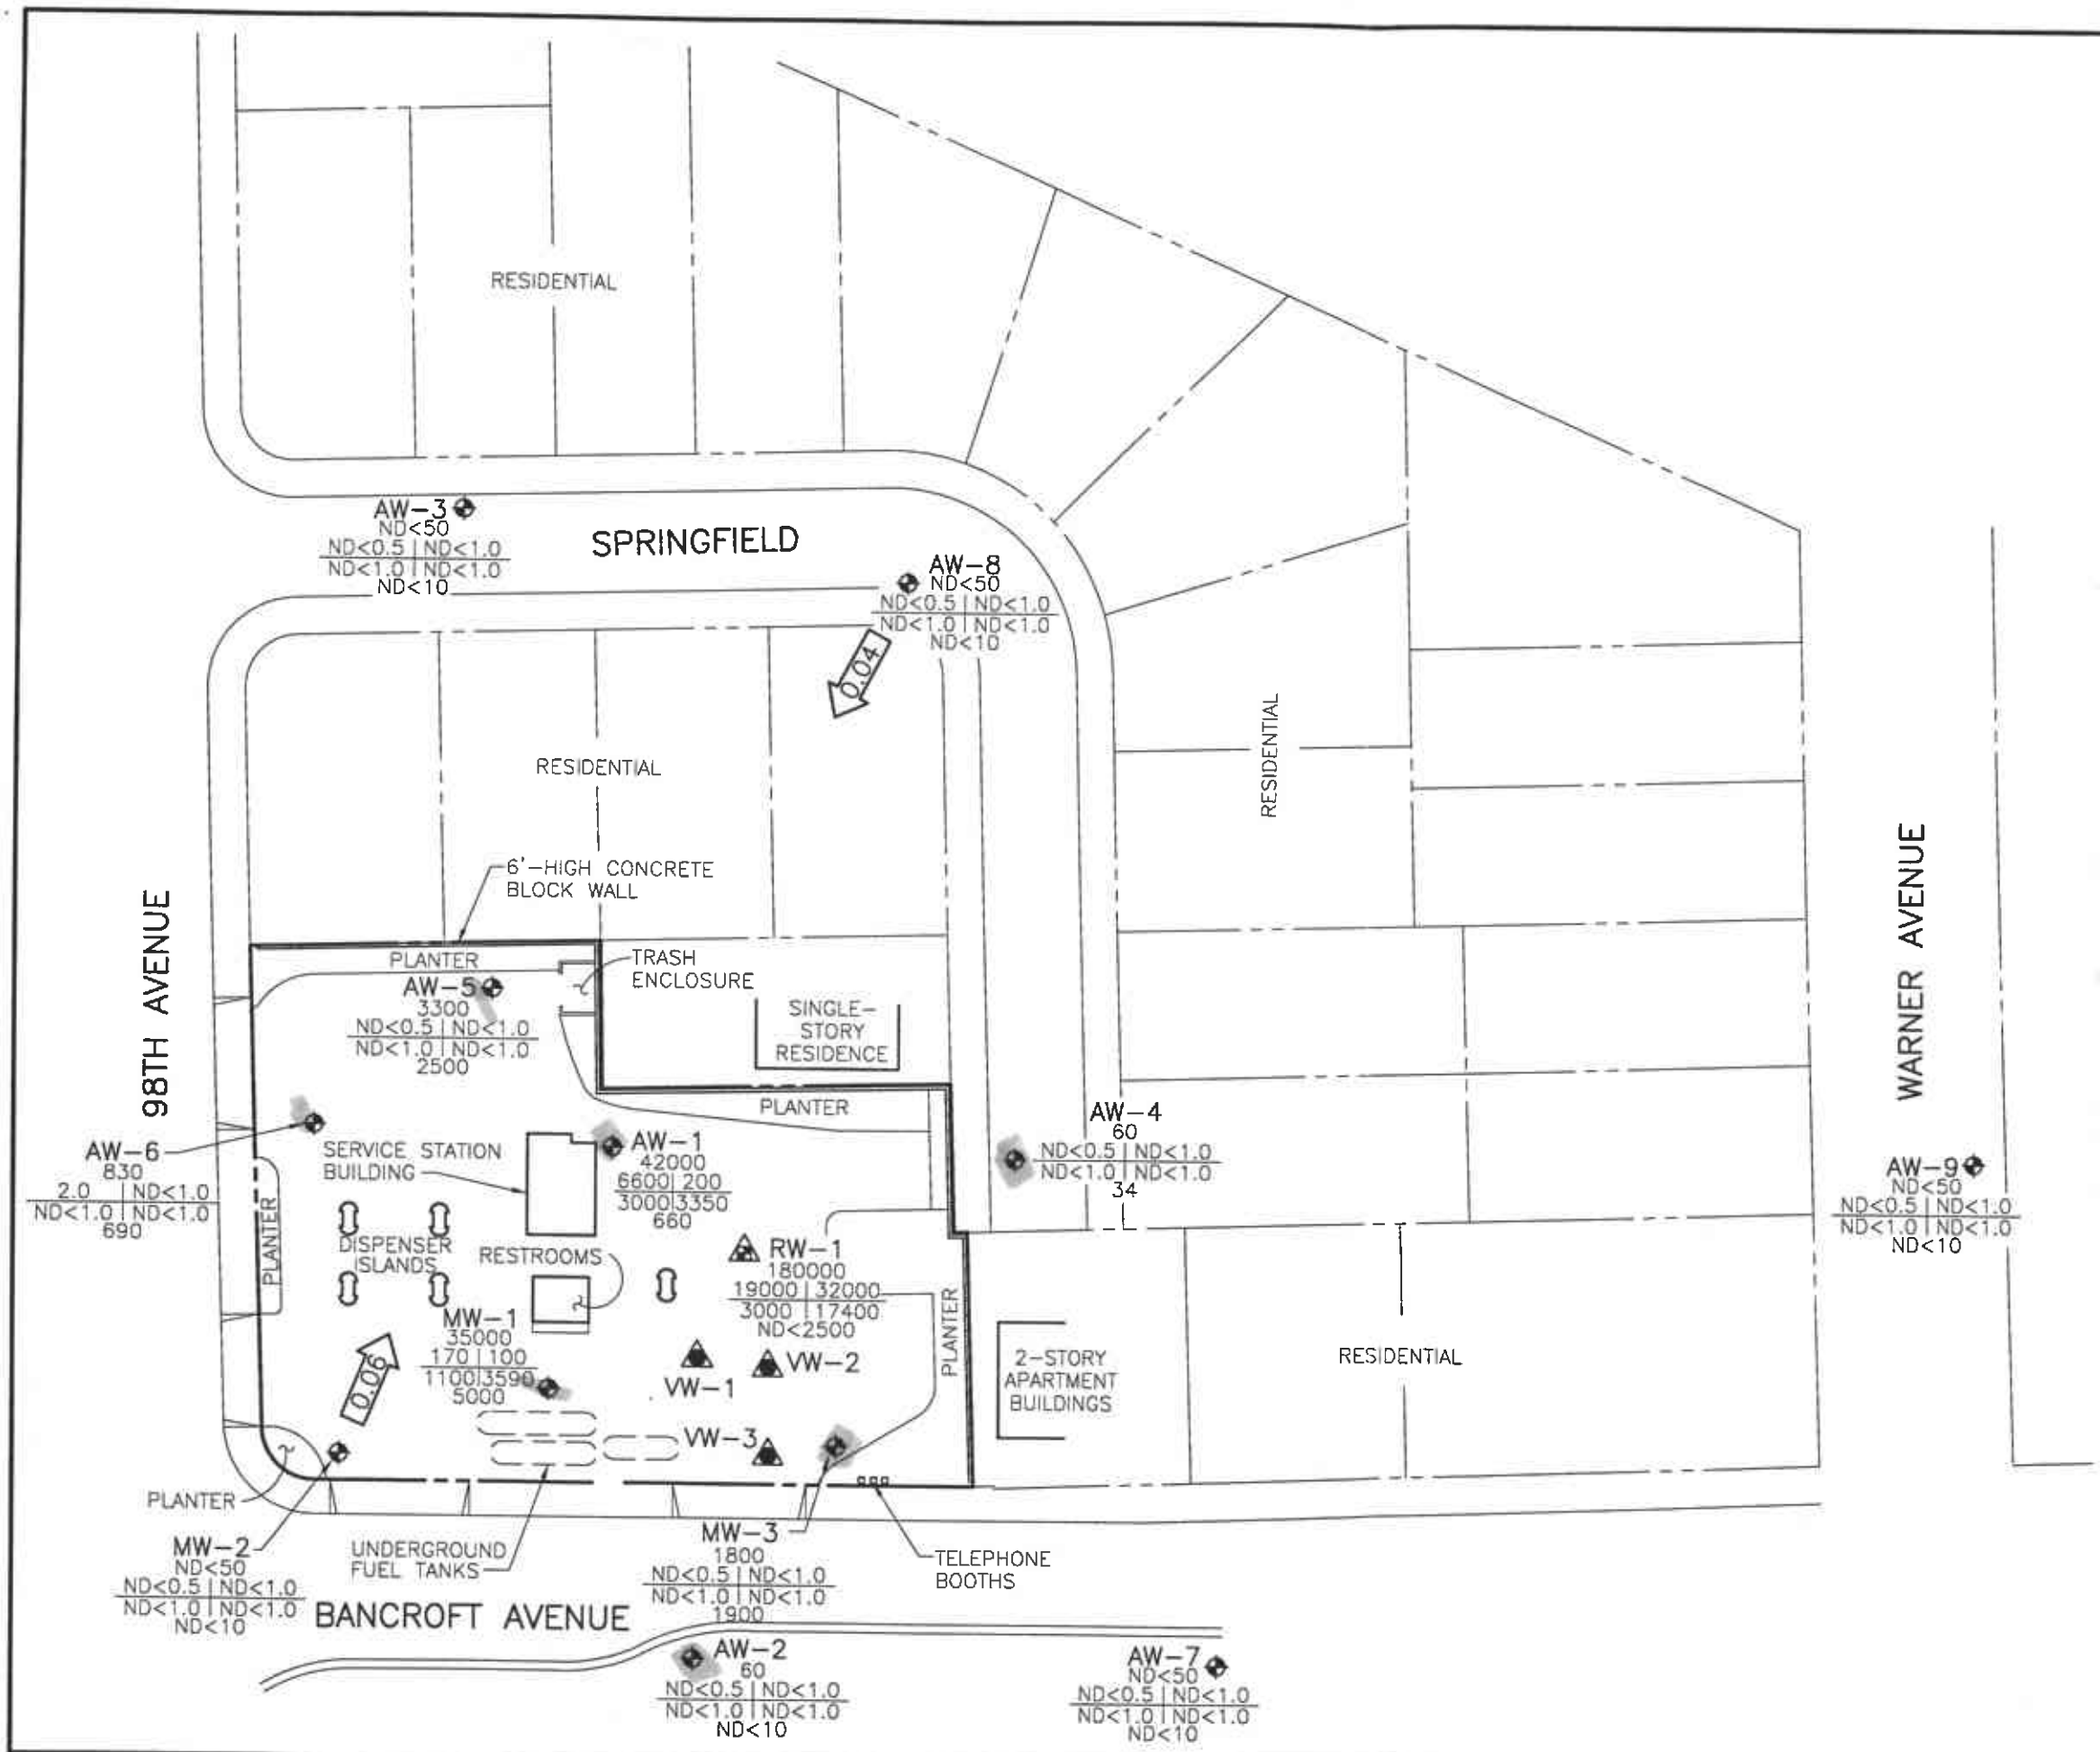 RESIDENTIAL
AW-3
ND<50
ND<0.5 | ND<1.0
ND<1.0 | ND<1.0
ND<10
SPRINGFIELD
AW-8
ND<50
ND<0.5 | ND<1.0
ND<1.0 | ND<1.0
ND<10
0.04
RESIDENTIAL
RESIDENTIAL
6'-HIGH CONCRETE
BLOCK WALL
98TH AVENUE
WARNER AVENUE
PLANTER
TRASH
ENCLOSURE
AW-5
3300
ND<0.5 | ND<1.0
ND<1.0 | ND<1.0
2500
SINGLE-
STORY
RESIDENCE
PLANTER
AW-4
60
ND<0.5 | ND<1.0
ND<1.0 | ND<1.0
34
AW-6
830
2.0 | ND<1.0
ND<1.0 | ND<1.0
690
SERVICE STATION
BUILDING
AW-1
42000
6600 | 200
3000 | 3350
660
AW-9
ND<50
ND<0.5 | ND<1.0
ND<1.0 | ND<1.0
ND<10
PLANTER
DISPENSER
ISLANDS
RESTROOMS
RW-1
180000
19000 | 32000
3000 | 17400
ND<2500
MW-1
35000
170 | 100
1100 | 3590
5000
0.06
VW-1
VW-2
VW-3
PLANTER
2-STORY
APARTMENT
BUILDINGS
RESIDENTIAL
PLANTER
MW-2
ND<50
ND<0.5 | ND<1.0
ND<1.0 | ND<1.0
ND<10
UNDERGROUND
FUEL TANKS
MW-3
1800
ND<0.5 | ND<1.0
ND<1.0 | ND<1.0
1900
TELEPHONE
BOOTHS
BANCROFT AVENUE
AW-2
60
ND<0.5 | ND<1.0
ND<1.0 | ND<1.0
ND<10
AW-7
ND<50
ND<0.5 | ND<1.0
ND<1.0 | ND<1.0
ND<10